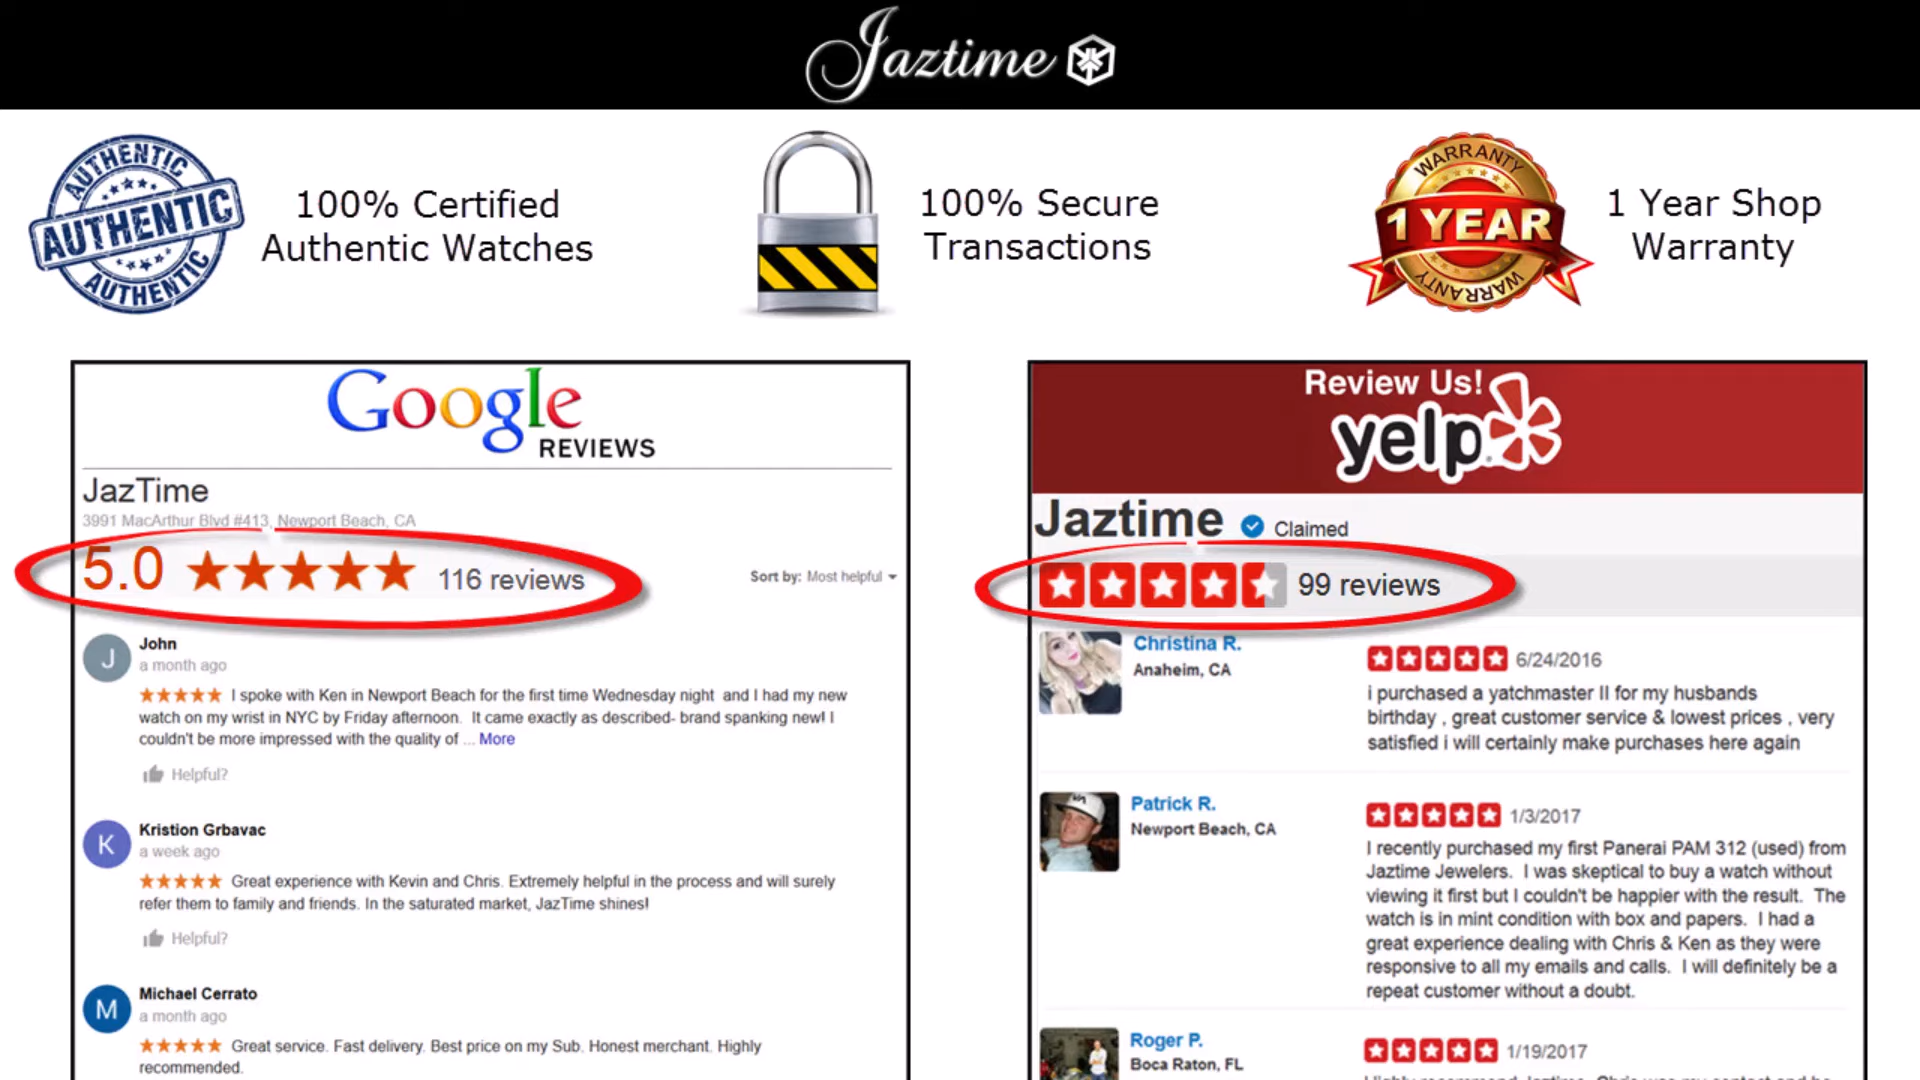 Jaztime
AUTHENTIC
AUTHENTIC
AUTHENTIC
100% Certified
Authentic Watches
100% Secure
Transactions
WARRANTY
1 YEAR
WARRANTY
1 Year Shop
Warranty
Google
REVIEWS
JazTime
3991 MacArthur Blvd #413, Newport Beach, CA
5.0 116 reviews
Sort by: Most helpful
J
John
a month ago
I spoke with Ken in Newport Beach for the first time Wednesday night and I had my new
watch on my wrist in NYC by Friday afternoon. It came exactly as described- brand spanking new! I
couldn't be more impressed with the quality of ... More
Helpful?
K
Kristion Grbavac
a week ago
Great experience with Kevin and Chris. Extremely helpful in the process and will surely
refer them to family and friends. In the saturated market, JazTime shines!
Helpful?
M
Michael Cerrato
a month ago
Great service. Fast delivery. Best price on my Sub. Honest merchant. Highly
recommended.
Review Us!
yelp
Jaztime Claimed
99 reviews
Christina R.
Anaheim, CA
6/24/2016
i purchased a yatchmaster II for my husbands
birthday , great customer service & lowest prices , very
satisfied i will certainly make purchases here again
Patrick R.
Newport Beach, CA
1/3/2017
I recently purchased my first Panerai PAM 312 (used) from
Jaztime Jewelers. I was skeptical to buy a watch without
viewing it first but I couldn't be happier with the result. The
watch is in mint condition with box and papers. I had a
great experience dealing with Chris & Ken as they were
responsive to all my emails and calls. I will definitely be a
repeat customer without a doubt.
Roger P.
Boca Raton, FL
1/19/2017